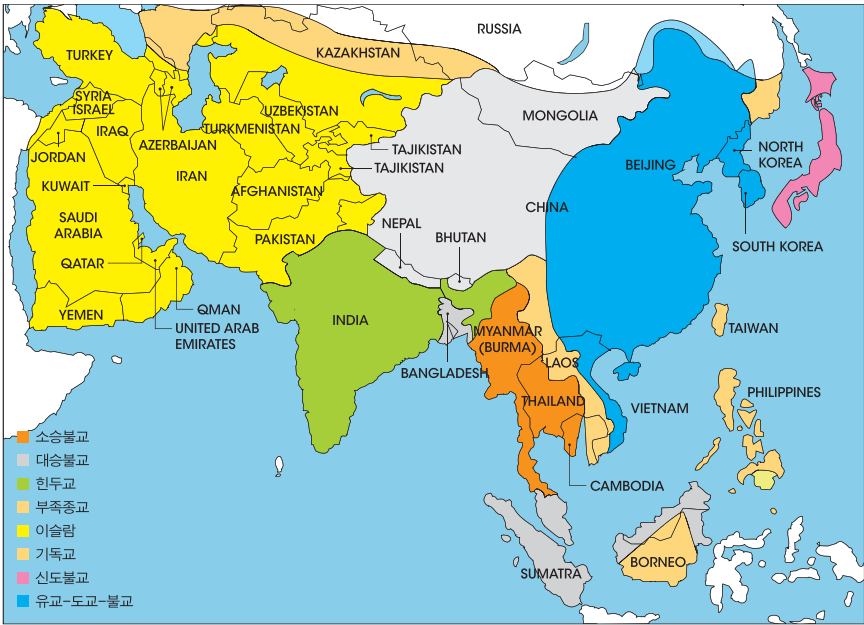 RUSSIA
TURKEY
KAZAKHSTAN
SYRIA
ISRAEL
UZBEKISTAN
MONGOLIA
IRAQ
TURKMENISTAN
AZERBAIJAN
TAJIKISTAN
NORTH
KOREA
JORDAN
TAJIKISTAN
BEIJING
IRAN
KUWAIT
AFGHANISTAN
CHINA
SAUDI
ARABIA
NEPAL
PAKISTAN
BHUTAN
SOUTH KOREA
QATAR
QMAN
YEMEN
UNITED ARAB
EMIRATES
INDIA
MYANMAR
(BURMA)
TAIWAN
LAOS
BANGLADESH
THAILAND
VIETNAM
PHILIPPINES
소승불교
대승불교
힌두교
CAMBODIA
부족종교
이슬람
기독교
BORNEO
신도불교
SUMATRA
유교-도교-불교